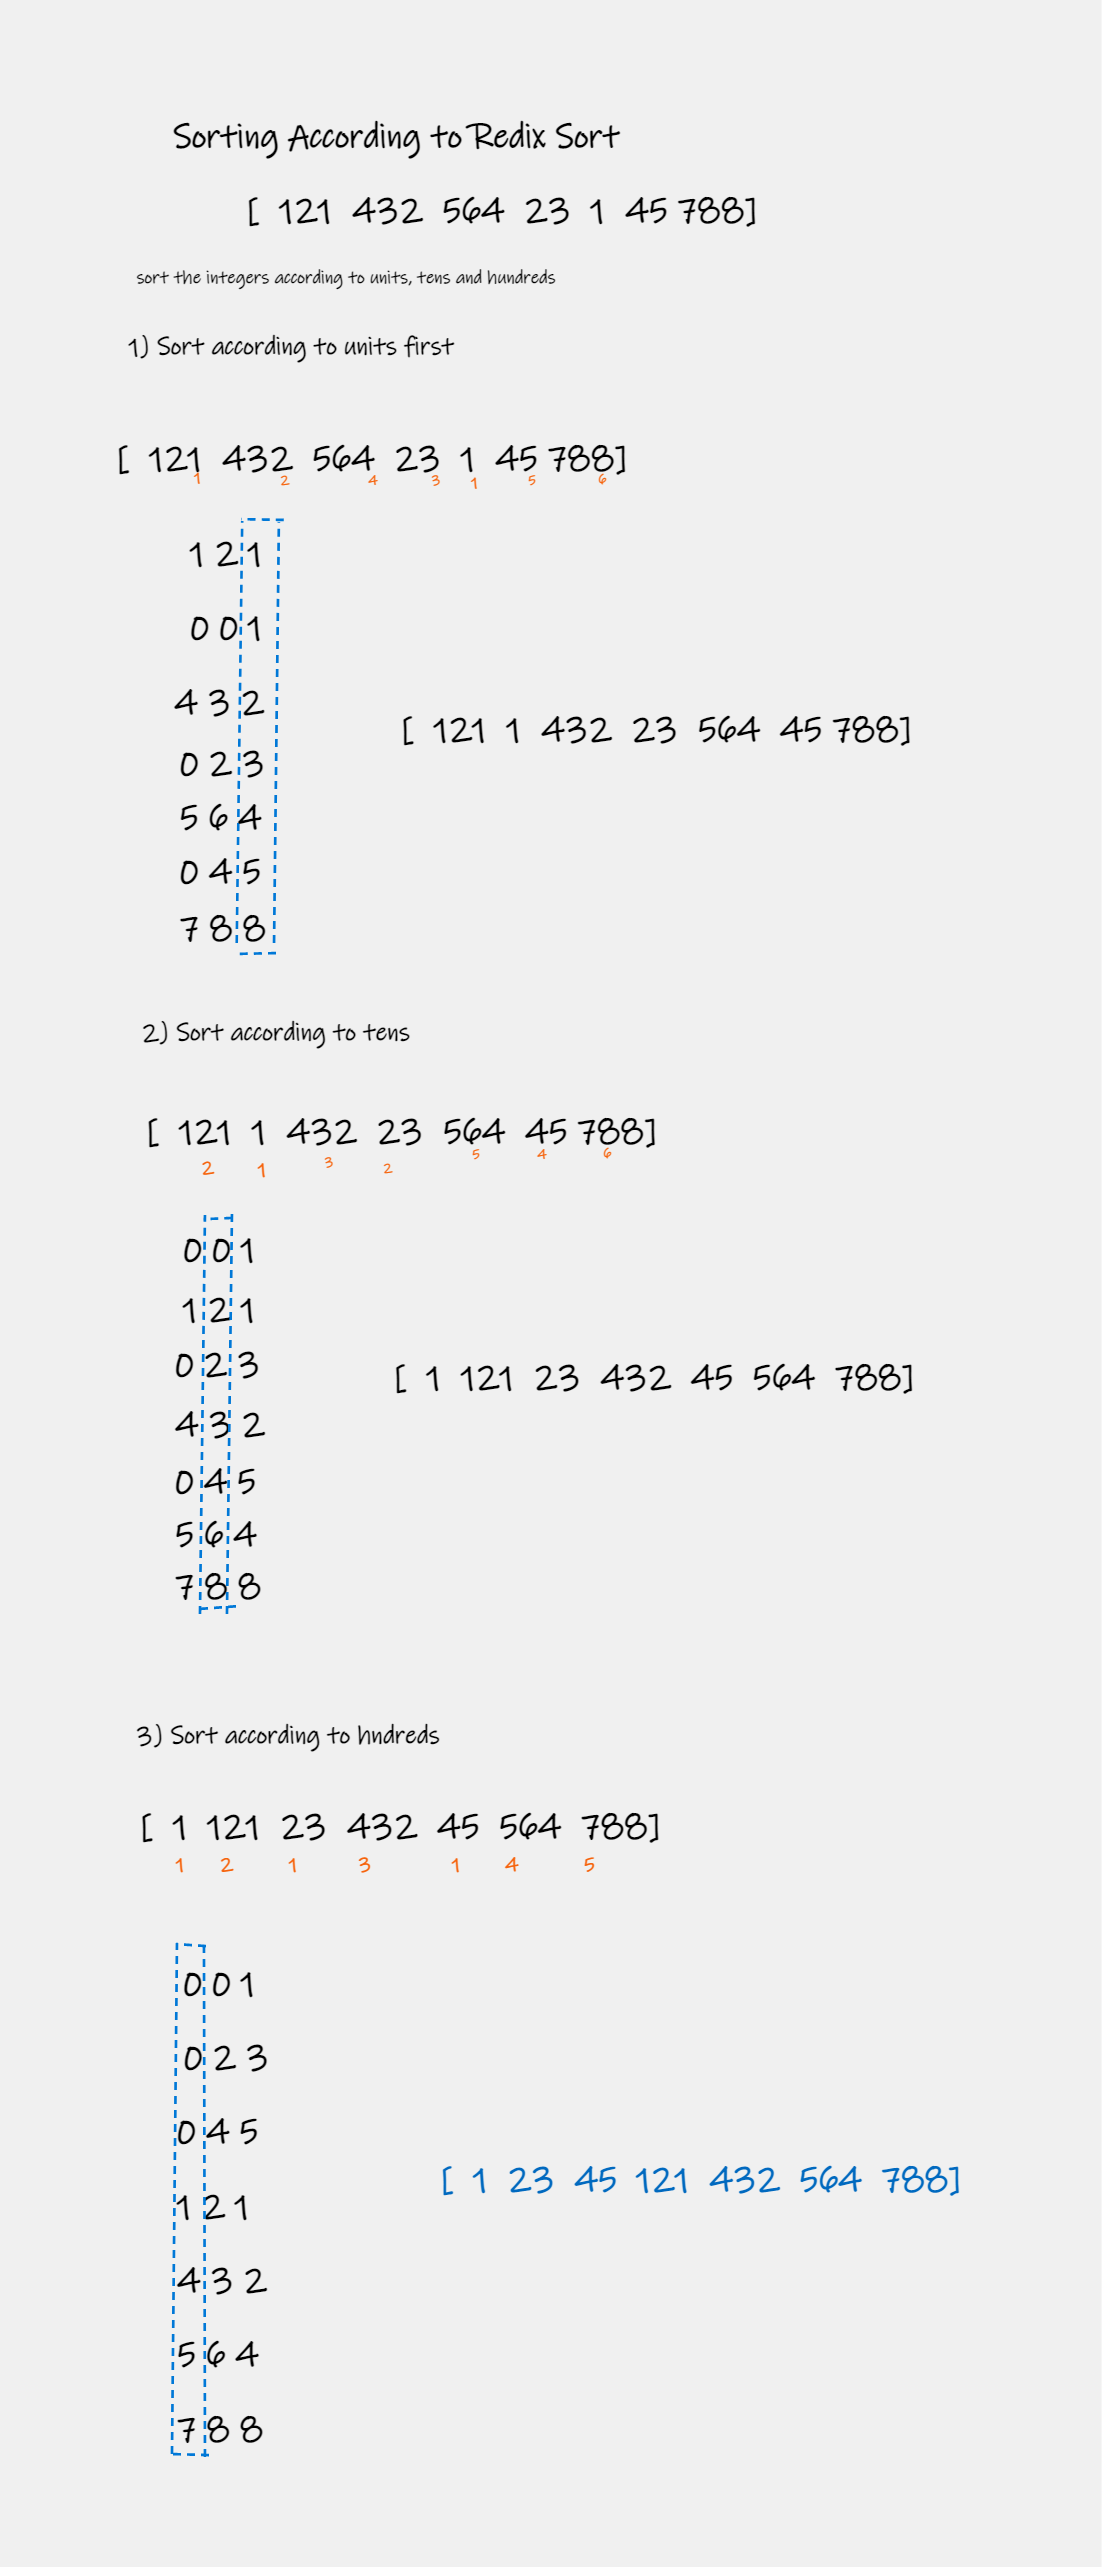 Sorting According to Redix Sort
[ 121 432 564 23 1 45 788]
sort the integers according to units, tens and hundreds
1) Sort according to units first
[ 121 432 564 23 1 45 788]
1 2 4 3 1 5 6
1 2 1
0 0 1
4 3 2
[ 121 1 432 23 564 45 788]
0 2 3
5 6 4
0 4 5
7 8 8
2) Sort according to tens
[ 121 1 432 23 564 45 788]
2 1 3 2 5 4 6
0 0 1
1 2 1
0 2 3
[ 1 121 23 432 45 564 788]
4 3 2
0 4 5
5 6 4
7 8 8
3) Sort according to hndreds
[ 1 121 23 432 45 564 788]
1 2 1 3 1 4 5
0 0 1
0 2 3
0 4 5
[ 1 23 45 121 432 564 788]
1 2 1
4 3 2
5 6 4
7 8 8